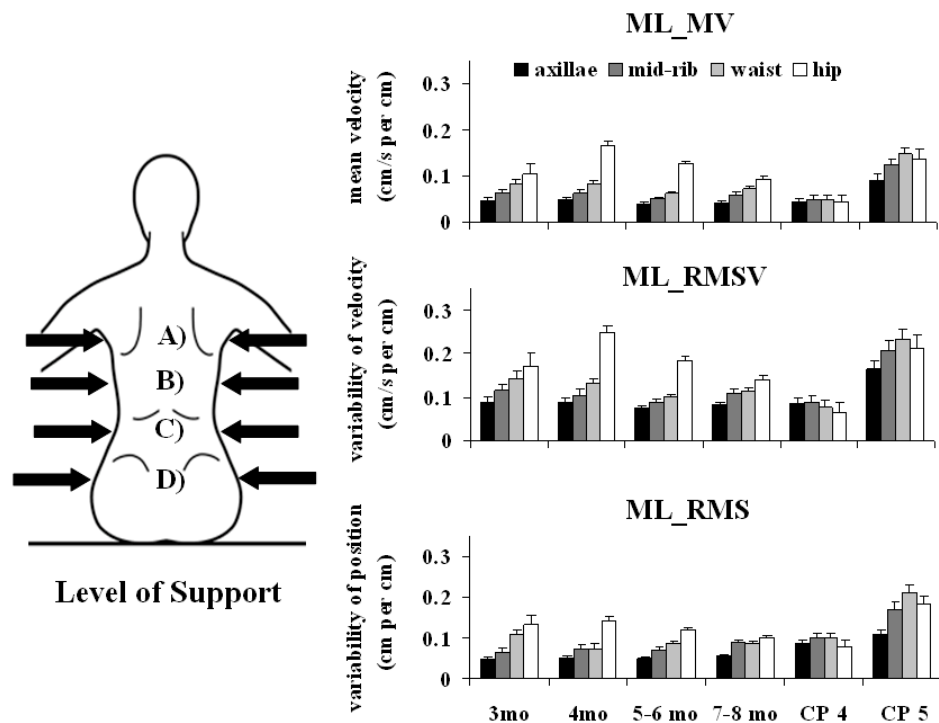 ML_MV
axillae mid-rib waist hip
mean velocity
(cm/s per cm)
0.3
0.2
0.1
0
ML_RMSV
variability of velocity
(cm/s per cm)
0.3
0.2
0.1
0
ML_RMS
variability of position
(cm per cm)
0.3
0.2
0.1
0
3mo 4mo 5-6 mo 7-8 mo CP 4 CP 5
A)
B)
C)
D)
Level of Support